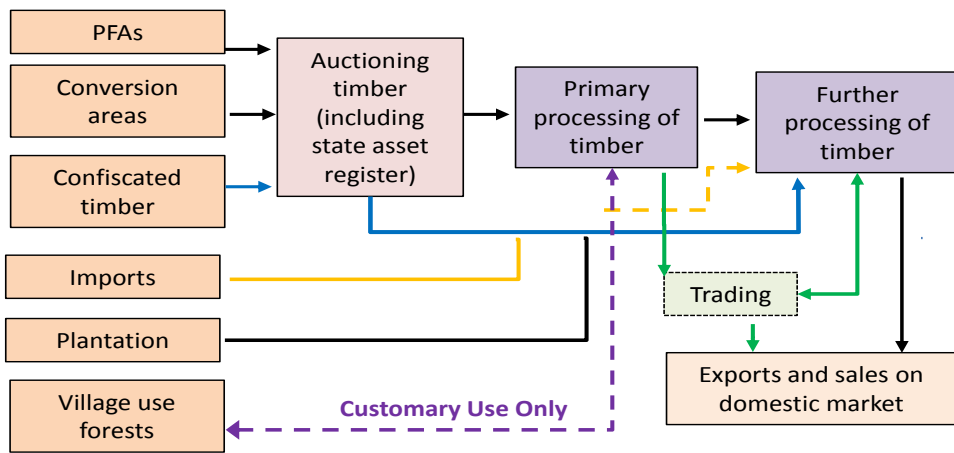 PFAs
Conversion
areas
Confiscated
timber
Imports
Plantation
Village use
forests
Auctioning
timber
(including
state asset
register)
Primary
processing of
timber
Further
processing of
timber
Trading
Exports and sales on
domestic market
Customary Use Only